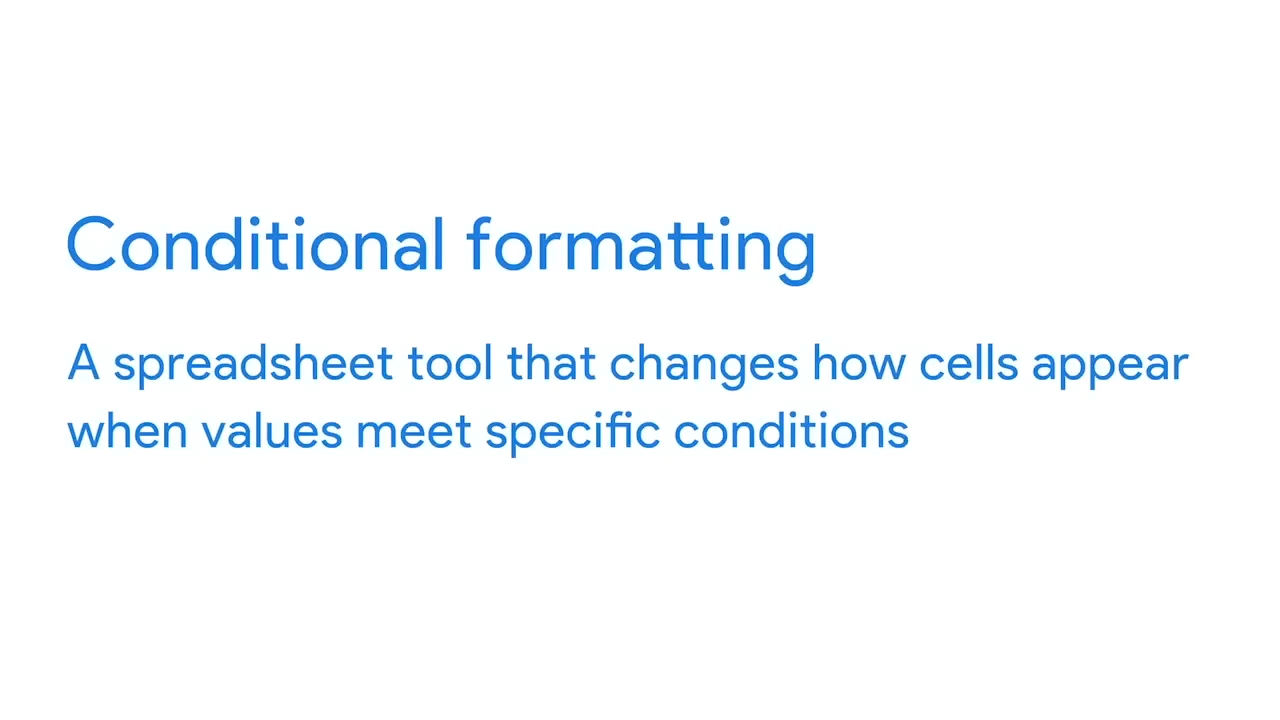 Conditional formatting
A spreadsheet tool that changes how cells appear
when values meet specific conditions